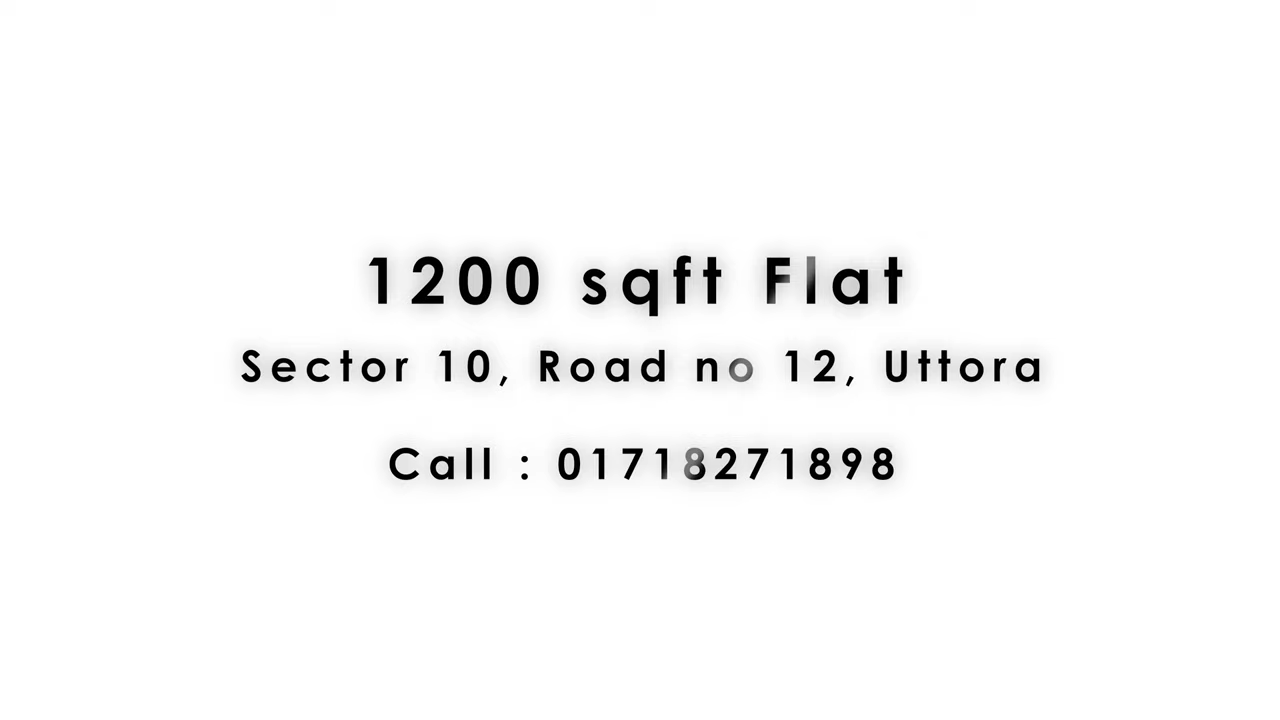 1200 sqft Flat
Sector 10, Road no 12, Uttora
Call : 01718271898